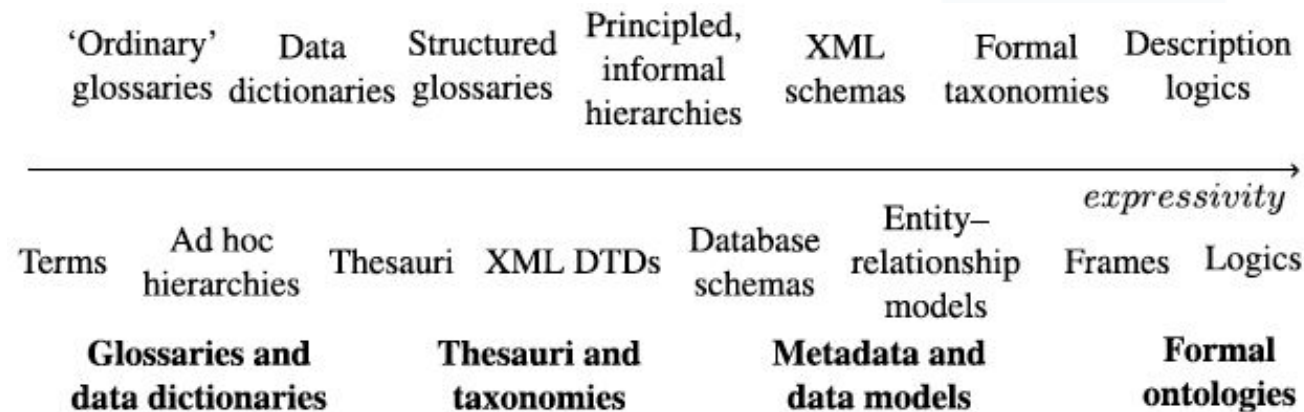 'Ordinary' glossaries
Data dictionaries
Structured glossaries
Principled,
informal
hierarchies
XML
schemas
Formal
taxonomies
Description
logics
expressivity
Terms
Ad hoc
hierarchies
Thesauri
XML DTDs
Database
schemas
Entity–
relationship
models
Frames
Logics
Glossaries and
data dictionaries
Thesauri and
taxonomies
Metadata and
data models
Formal
ontologies